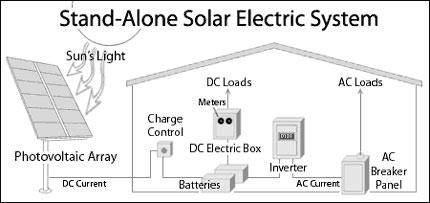 Stand-Alone Solar Electric System
Sun's Light
DC Loads
AC Loads
Meters
Charge
Control
DC Electric Box
Photovoltaic Array
Inverter
AC
Breaker
Panel
DC Current
Batteries
AC Current